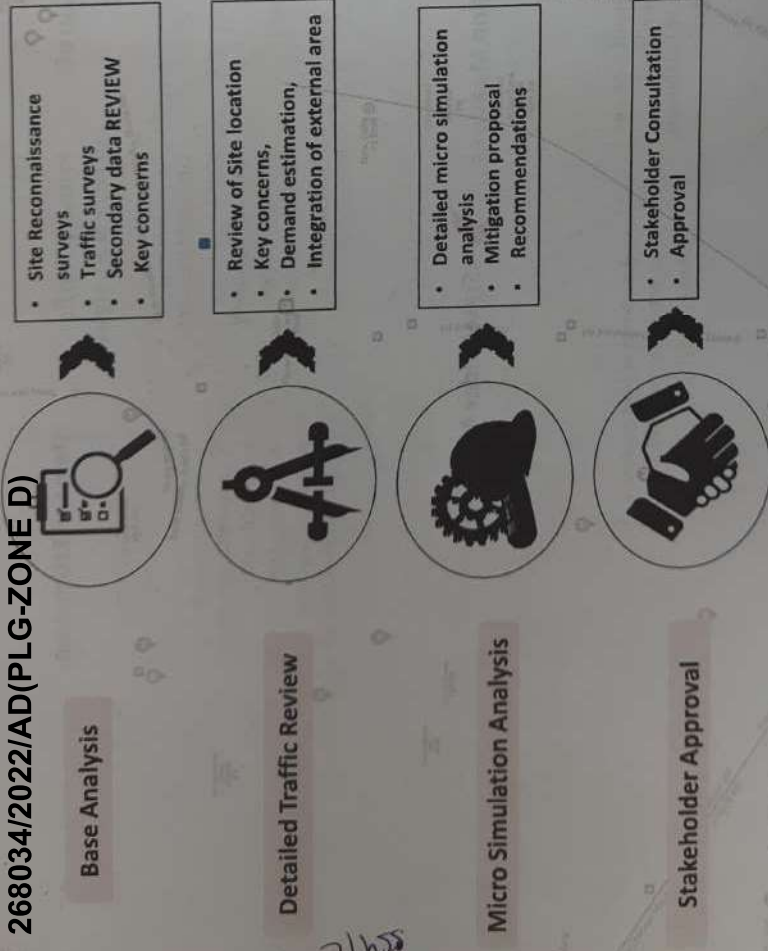 268034/2022/AD(PLG-ZONE D)
Base Analysis
• Site Reconnaissance
surveys
• Traffic surveys
• Secondary data REVIEW
• Key concerns
Detailed Traffic Review
• Review of Site location
• Key concerns,
• Demand estimation,
• Integration of external area
Micro Simulation Analysis
• Detailed micro simulation
analysis
• Mitigation proposal
• Recommendations
Stakeholder Approval
• Stakeholder Consultation
• Approval